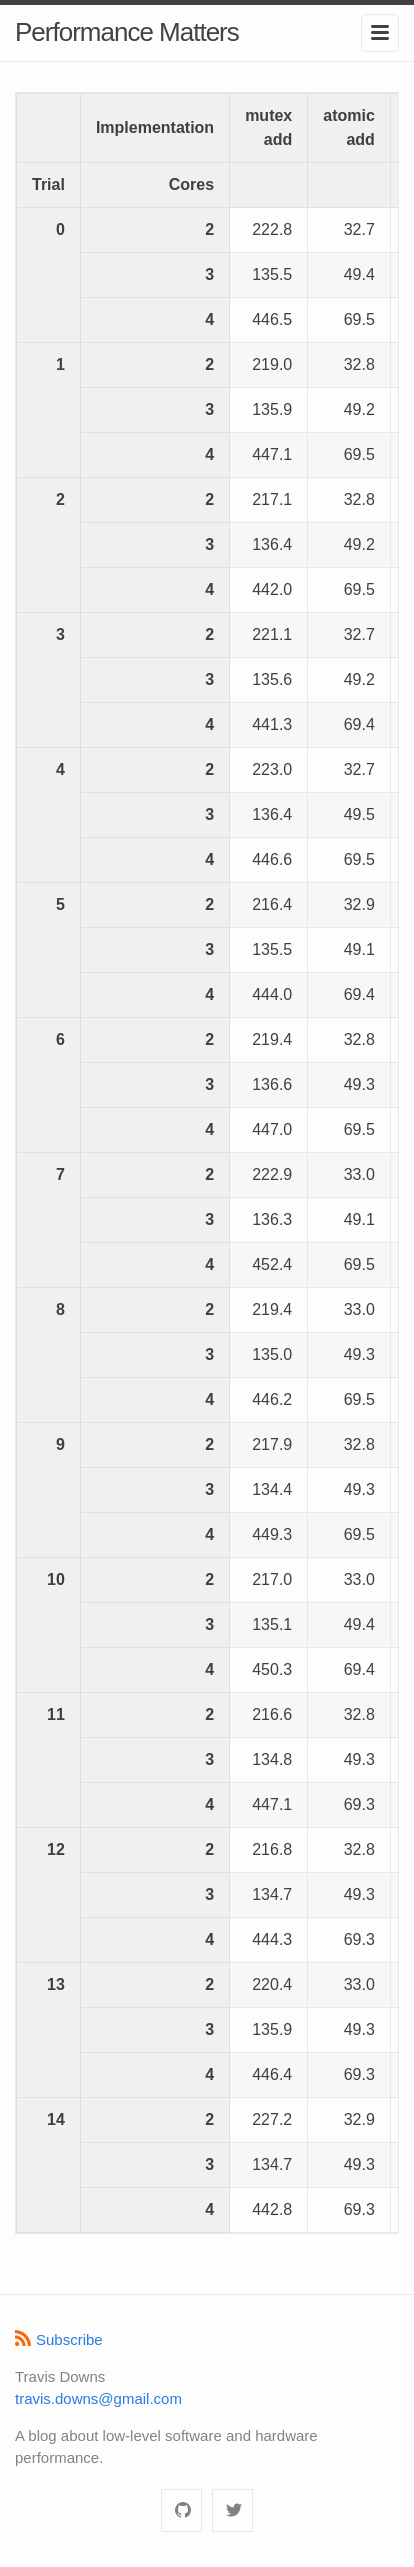 Performance Matters
Implementation mutex add atomic add
Trial Cores
0 2 222.8 32.7
3 135.5 49.4
4 446.5 69.5
1 2 219.0 32.8
3 135.9 49.2
4 447.1 69.5
2 2 217.1 32.8
3 136.4 49.2
4 442.0 69.5
3 2 221.1 32.7
3 135.6 49.2
4 441.3 69.4
4 2 223.0 32.7
3 136.4 49.5
4 446.6 69.5
5 2 216.4 32.9
3 135.5 49.1
4 444.0 69.4
6 2 219.4 32.8
3 136.6 49.3
4 447.0 69.5
7 2 222.9 33.0
3 136.3 49.1
4 452.4 69.5
8 2 219.4 33.0
3 135.0 49.3
4 446.2 69.5
9 2 217.9 32.8
3 134.4 49.3
4 449.3 69.5
10 2 217.0 33.0
3 135.1 49.4
4 450.3 69.4
11 2 216.6 32.8
3 134.8 49.3
4 447.1 69.3
12 2 216.8 32.8
3 134.7 49.3
4 444.3 69.3
13 2 220.4 33.0
3 135.9 49.3
4 446.4 69.3
14 2 227.2 32.9
3 134.7 49.3
4 442.8 69.3
Subscribe
Travis Downs
travis.downs@gmail.com
A blog about low-level software and hardware
performance.